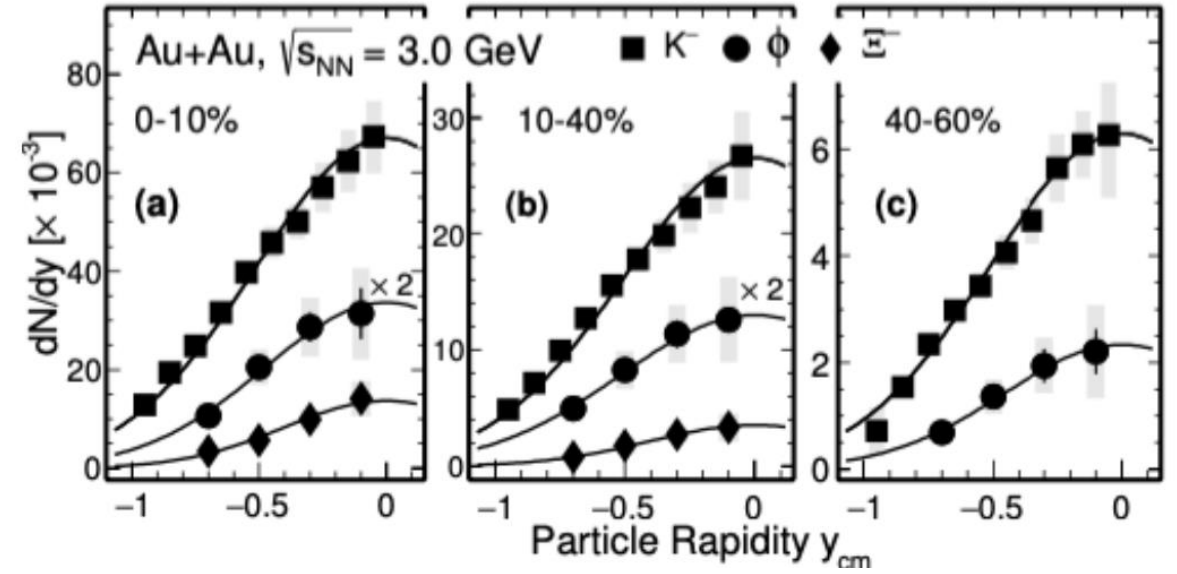 Au+Au, √sNN = 3.0 GeV
K⁻ ϕ Ξ⁻
dN/dy [× 10⁻³]
0-10%
(a)
× 2
80
60
40
20
0
−1 −0.5 0
10-40%
(b)
× 2
30
20
10
0
−1 −0.5 0
40-60%
(c)
6
4
2
0
−1 −0.5 0
Particle Rapidity ycm